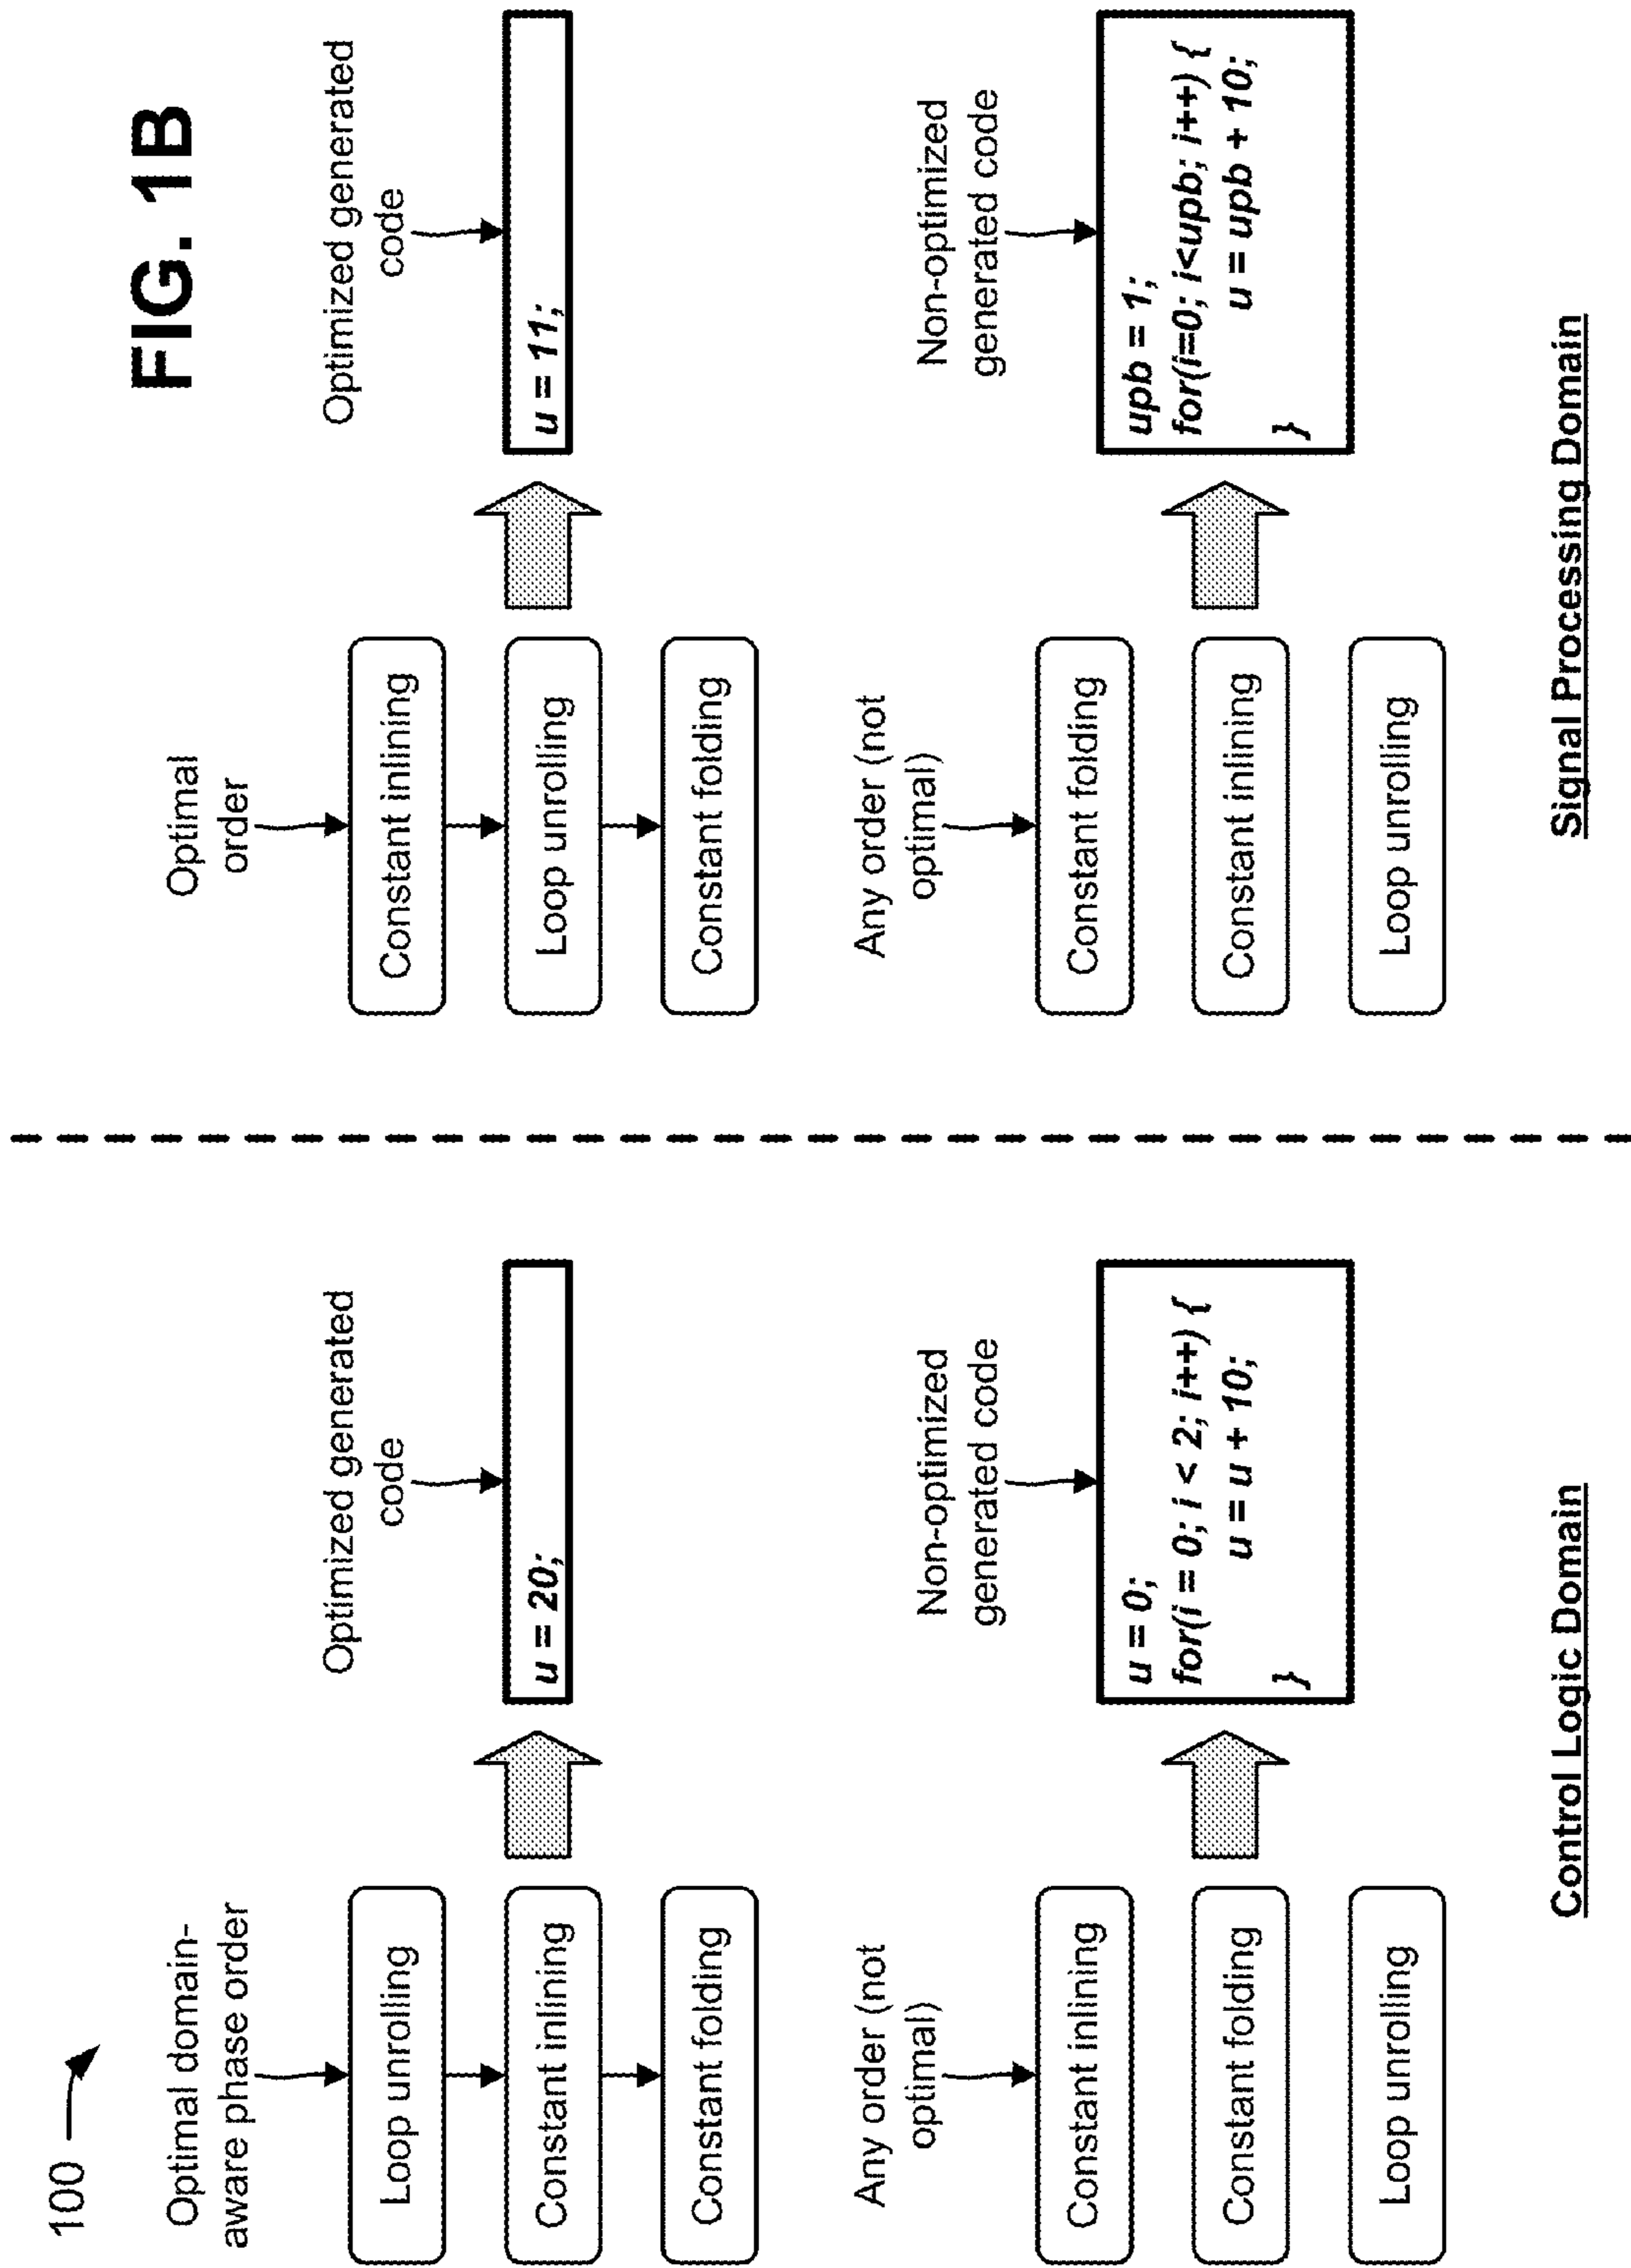 100
FIG. 1B
Optimal domain-
aware phase order
Loop unrolling
Constant inlining
Constant folding
Optimized generated
code
u = 20;
Any order (not
optimal)
Constant inlining
Constant folding
Loop unrolling
Non-optimized
generated code
u = 0;
for(i = 0; i < 2; i++) {
u = u + 10;
}
Control Logic Domain
Optimal
order
Constant inlining
Loop unrolling
Constant folding
Optimized generated
code
u = 11;
Any order (not
optimal)
Constant folding
Constant inlining
Loop unrolling
Non-optimized
generated code
upb = 1;
for(i=0; i<upb; i++) {
u = upb + 10;
}
Signal Processing Domain